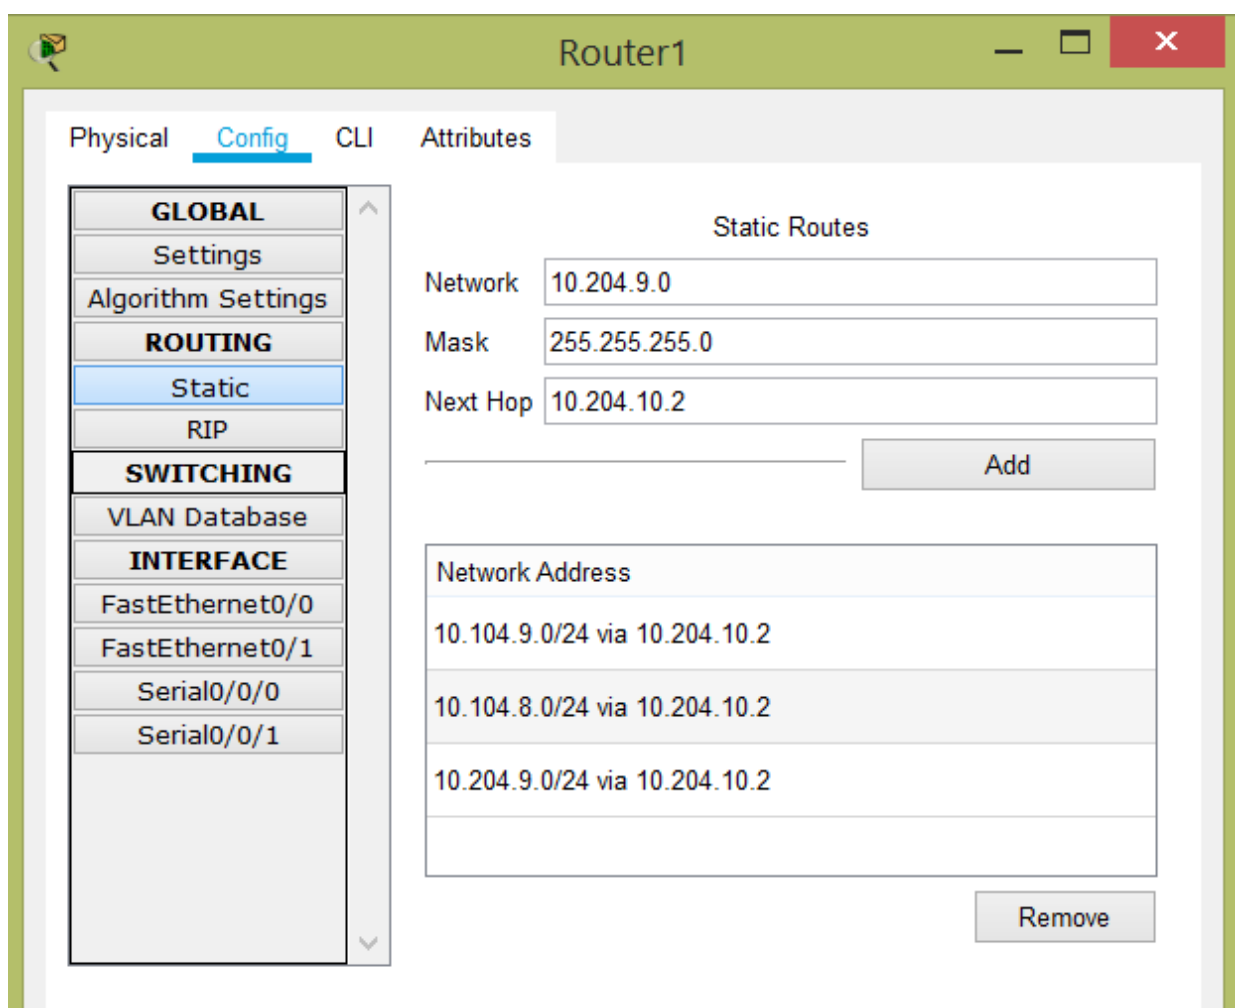 Router1
Physical Config CLI Attributes
GLOBAL
Settings
Algorithm Settings
ROUTING
Static
RIP
SWITCHING
VLAN Database
INTERFACE
FastEthernet0/0
FastEthernet0/1
Serial0/0/0
Serial0/0/1
Static Routes
Network 10.204.9.0
Mask 255.255.255.0
Next Hop 10.204.10.2
Add
Network Address
10.104.9.0/24 via 10.204.10.2
10.104.8.0/24 via 10.204.10.2
10.204.9.0/24 via 10.204.10.2
Remove